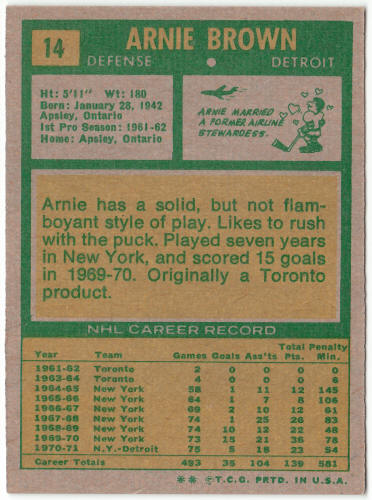 14
ARNIE BROWN
DEFENSE
DETROIT
Ht: 5'11" Wt: 180
Born: January 28, 1942
Apsley, Ontario
1st Pro Season: 1961-62
Home: Apsley, Ontario
ARNIE MARRIED
A FORMER AIRLINE
STEWARDESS.
Arnie has a solid, but not flam-
boyant style of play. Likes to rush
with the puck. Played seven years
in New York, and scored 15 goals
in 1969-70. Originally a Toronto
product.
NHL CAREER RECORD
Total Penalty
Year Team Games Goals Ass'ts Pts. Min.
1961-62 Toronto 2 0 0 0 0
1963-64 Toronto 4 0 0 0 6
1964-65 New York 58 1 11 12 145
1965-66 New York 64 1 7 8 106
1966-67 New York 69 2 10 12 61
1967-68 New York 74 1 25 26 83
1968-69 New York 74 10 12 22 48
1969-70 New York 73 15 21 36 78
1970-71 N.Y.-Detroit 75 5 18 23 54
Career Totals 493 35 104 139 581
★ ★ © T.C.G. PRTD. IN U.S.A.